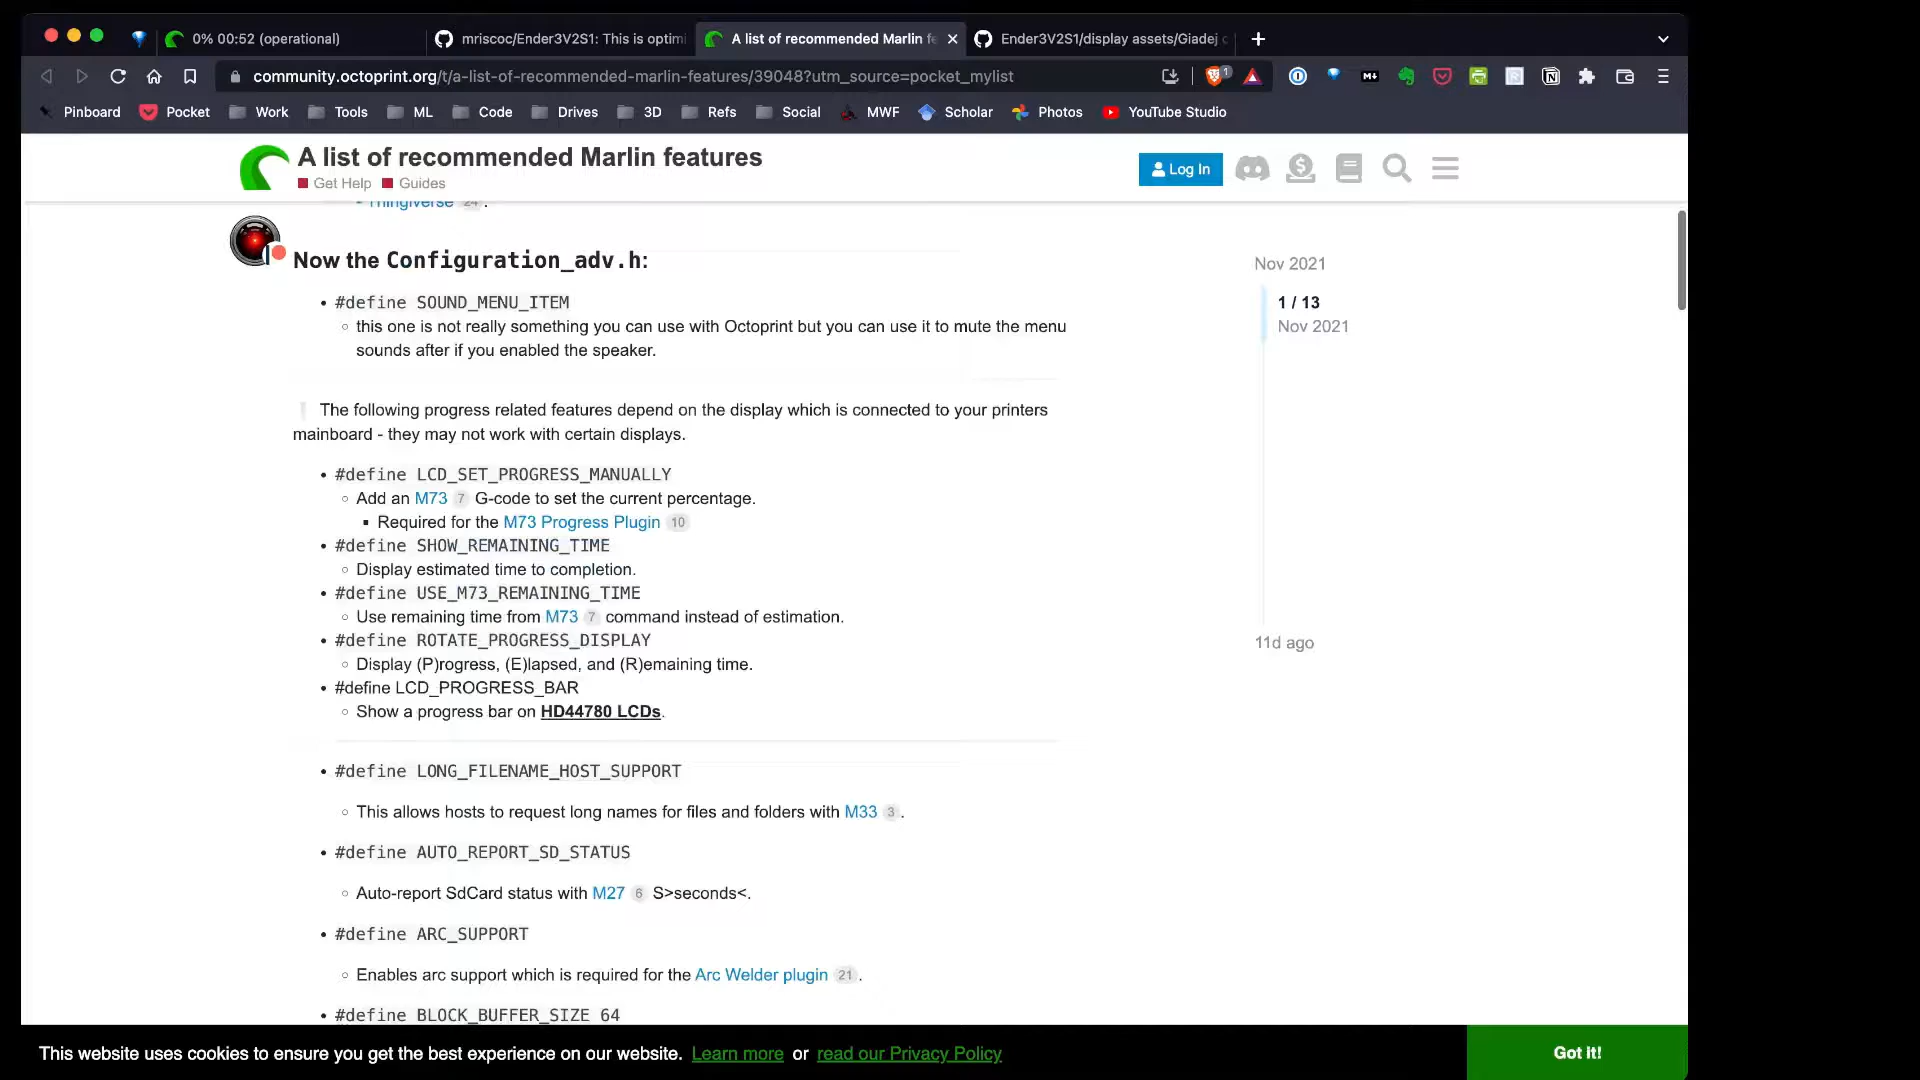 0% 00:52 (operational)
mriscoc/Ender3V2S1: This is optimi
A list of recommended Marlin fe
Ender3V2S1/display assets/Giadej c
community.octoprint.org/t/a-list-of-recommended-marlin-features/39048?utm_source=pocket_mylist
1
M↓
Pinboard
Pocket
Work
Tools
ML
Code
Drives
3D
Refs
Social
MWF
Scholar
Photos
YouTube Studio
A list of recommended Marlin features
Get Help
Guides
Log In
- Thingiverse 24 .
Now the Configuration_adv.h:
#define SOUND_MENU_ITEM
this one is not really something you can use with Octoprint but you can use it to mute the menu
sounds after if you enabled the speaker.
The following progress related features depend on the display which is connected to your printers
mainboard - they may not work with certain displays.
#define LCD_SET_PROGRESS_MANUALLY
Add an M73 7 G-code to set the current percentage.
Required for the M73 Progress Plugin 10
#define SHOW_REMAINING_TIME
Display estimated time to completion.
#define USE_M73_REMAINING_TIME
Use remaining time from M73 7 command instead of estimation.
#define ROTATE_PROGRESS_DISPLAY
Display (P)rogress, (E)lapsed, and (R)emaining time.
#define LCD_PROGRESS_BAR
Show a progress bar on HD44780 LCDs.
#define LONG_FILENAME_HOST_SUPPORT
This allows hosts to request long names for files and folders with M33 3 .
#define AUTO_REPORT_SD_STATUS
Auto-report SdCard status with M27 6 S>seconds<.
#define ARC_SUPPORT
Enables arc support which is required for the Arc Welder plugin 21 .
#define BLOCK_BUFFER_SIZE 64
Nov 2021
1 / 13
Nov 2021
11d ago
This website uses cookies to ensure you get the best experience on our website. Learn more or read our Privacy Policy
Got it!